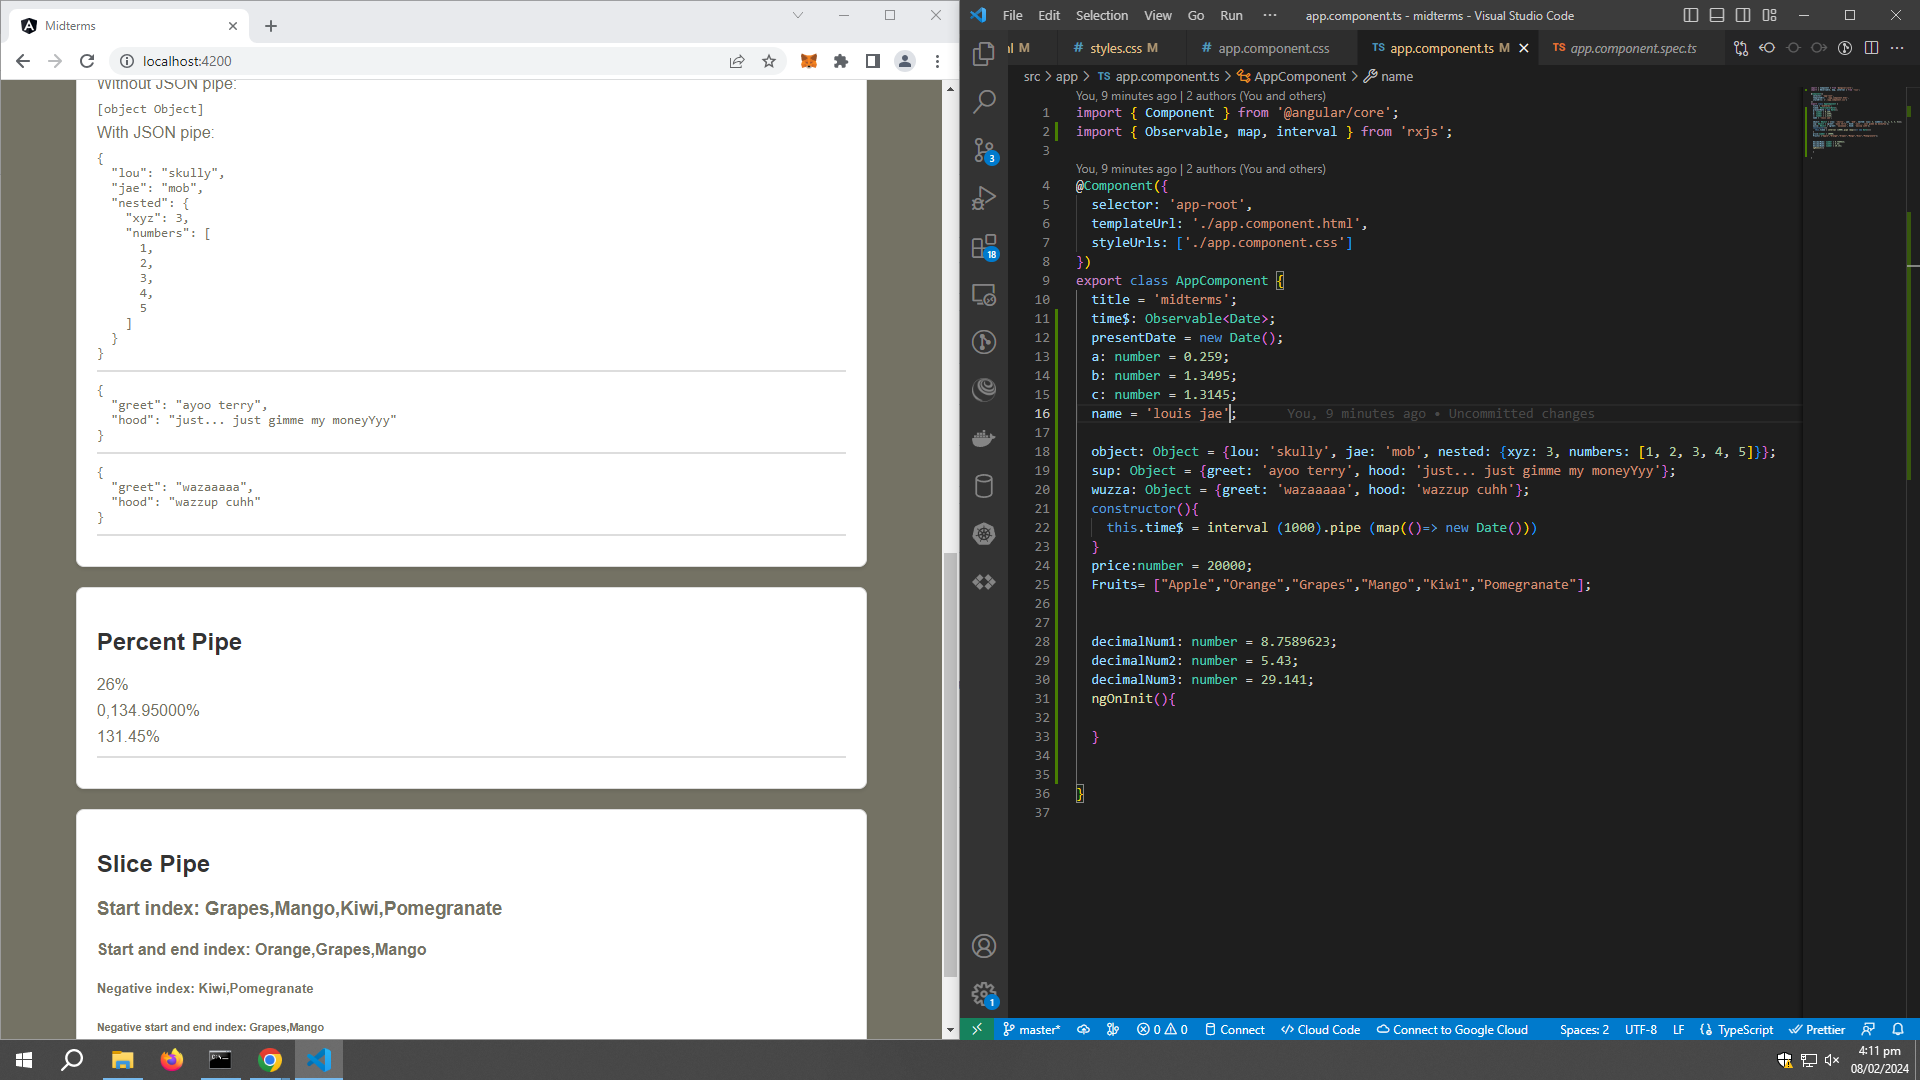 Midterms
localhost:4200
Without JSON pipe:
[object Object]
With JSON pipe:
{
"lou": "skully",
"jae": "mob",
"nested": {
"xyz": 3,
"numbers": [
1,
2,
3,
4,
5
]
}
}
{
"greet": "ayoo terry",
"hood": "just... just gimme my moneyYyy"
}
{
"greet": "wazaaaaa",
"hood": "wazzup cuhh"
}
Percent Pipe
26%
0,134.95000%
131.45%
Slice Pipe
Start index: Grapes,Mango,Kiwi,Pomegranate
Start and end index: Orange,Grapes,Mango
Negative index: Kiwi,Pomegranate
Negative start and end index: Grapes,Mango
File Edit Selection View Go Run ··· app.component.ts - midterms - Visual Studio Code
M # styles.css M # app.component.css TS app.component.ts M TS app.component.spec.ts
src > app > TS app.component.ts > AppComponent > name
You, 9 minutes ago | 2 authors (You and others)
1 import { Component } from '@angular/core';
2 import { Observable, map, interval } from 'rxjs';
3
You, 9 minutes ago | 2 authors (You and others)
4 @Component({
5 selector: 'app-root',
6 templateUrl: './app.component.html',
7 styleUrls: ['./app.component.css']
8 })
9 export class AppComponent {
10 title = 'midterms';
11 time$: Observable<Date>;
12 presentDate = new Date();
13 a: number = 0.259;
14 b: number = 1.3495;
15 c: number = 1.3145;
16 name = 'louis jae'; You, 9 minutes ago • Uncommitted changes
17
18 object: Object = {lou: 'skully', jae: 'mob', nested: {xyz: 3, numbers: [1, 2, 3, 4, 5]}};
19 sup: Object = {greet: 'ayoo terry', hood: 'just... just gimme my moneyYyy'};
20 wuzza: Object = {greet: 'wazaaaaa', hood: 'wazzup cuhh'};
21 constructor(){
22 this.time$ = interval (1000).pipe (map(()=> new Date()))
23 }
24 price:number = 20000;
25 Fruits= ["Apple","Orange","Grapes","Mango","Kiwi","Pomegranate"];
26
27
28 decimalNum1: number = 8.7589623;
29 decimalNum2: number = 5.43;
30 decimalNum3: number = 29.141;
31 ngOnInit(){
32
33 }
34
35
36 }
37
3
18
1
master* 0 0 Connect Cloud Code Connect to Google Cloud Spaces: 2 UTF-8 LF TypeScript Prettier
4:11 pm
08/02/2024